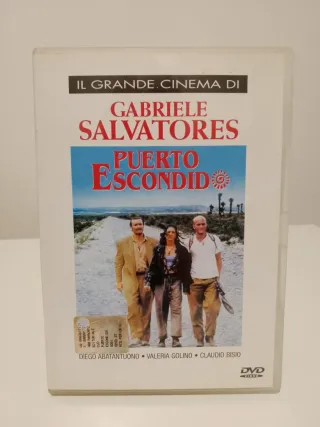 IL GRANDE CINEMA DI
GABRIELE
SALVATORES
PUERTO
ESCONDIDO
DIEGO ABATANTUONO • VALERIA GOLINO • CLAUDIO BISIO
DVD